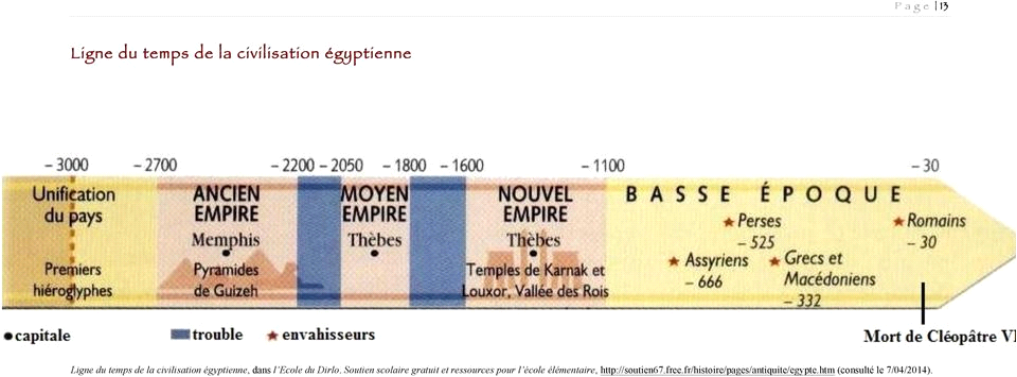 Page | 13
Ligne du temps de la civilisation égyptienne
– 3000 – 2700 – 2200 – 2050 – 1800 – 1600 – 1100 – 30
Unification
du pays
Premiers
hiéroglyphes
ANCIEN
EMPIRE
Memphis
Pyramides
de Guizeh
MOYEN
EMPIRE
Thèbes
NOUVEL
EMPIRE
Thèbes
Temples de Karnak et
Louxor, Vallée des Rois
BASSE ÉPOQUE
Perses
– 525
Assyriens
– 666
Grecs et
Macédoniens
– 332
Romains
– 30
capitale trouble envahisseurs
Mort de Cléopâtre VI
Ligne du temps de la civilisation égyptienne, dans l'Ecole du Dirlo. Soutien scolaire gratuit et ressources pour l'école élémentaire, http://soutien67.free.fr/histoire/pages/antiquite/egypte.htm (consulté le 7/04/2014).